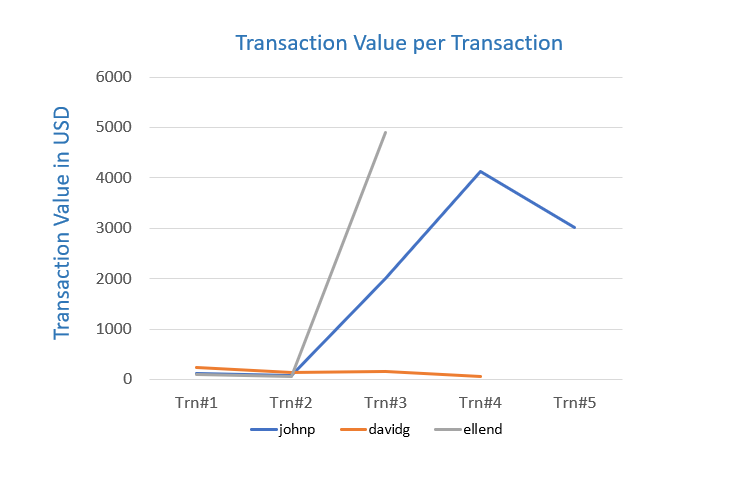 Transaction Value per Transaction
Transaction Value in USD
6000
5000
4000
3000
2000
1000
0
Trn#1 Trn#2 Trn#3 Trn#4 Trn#5
johnp davidg ellend